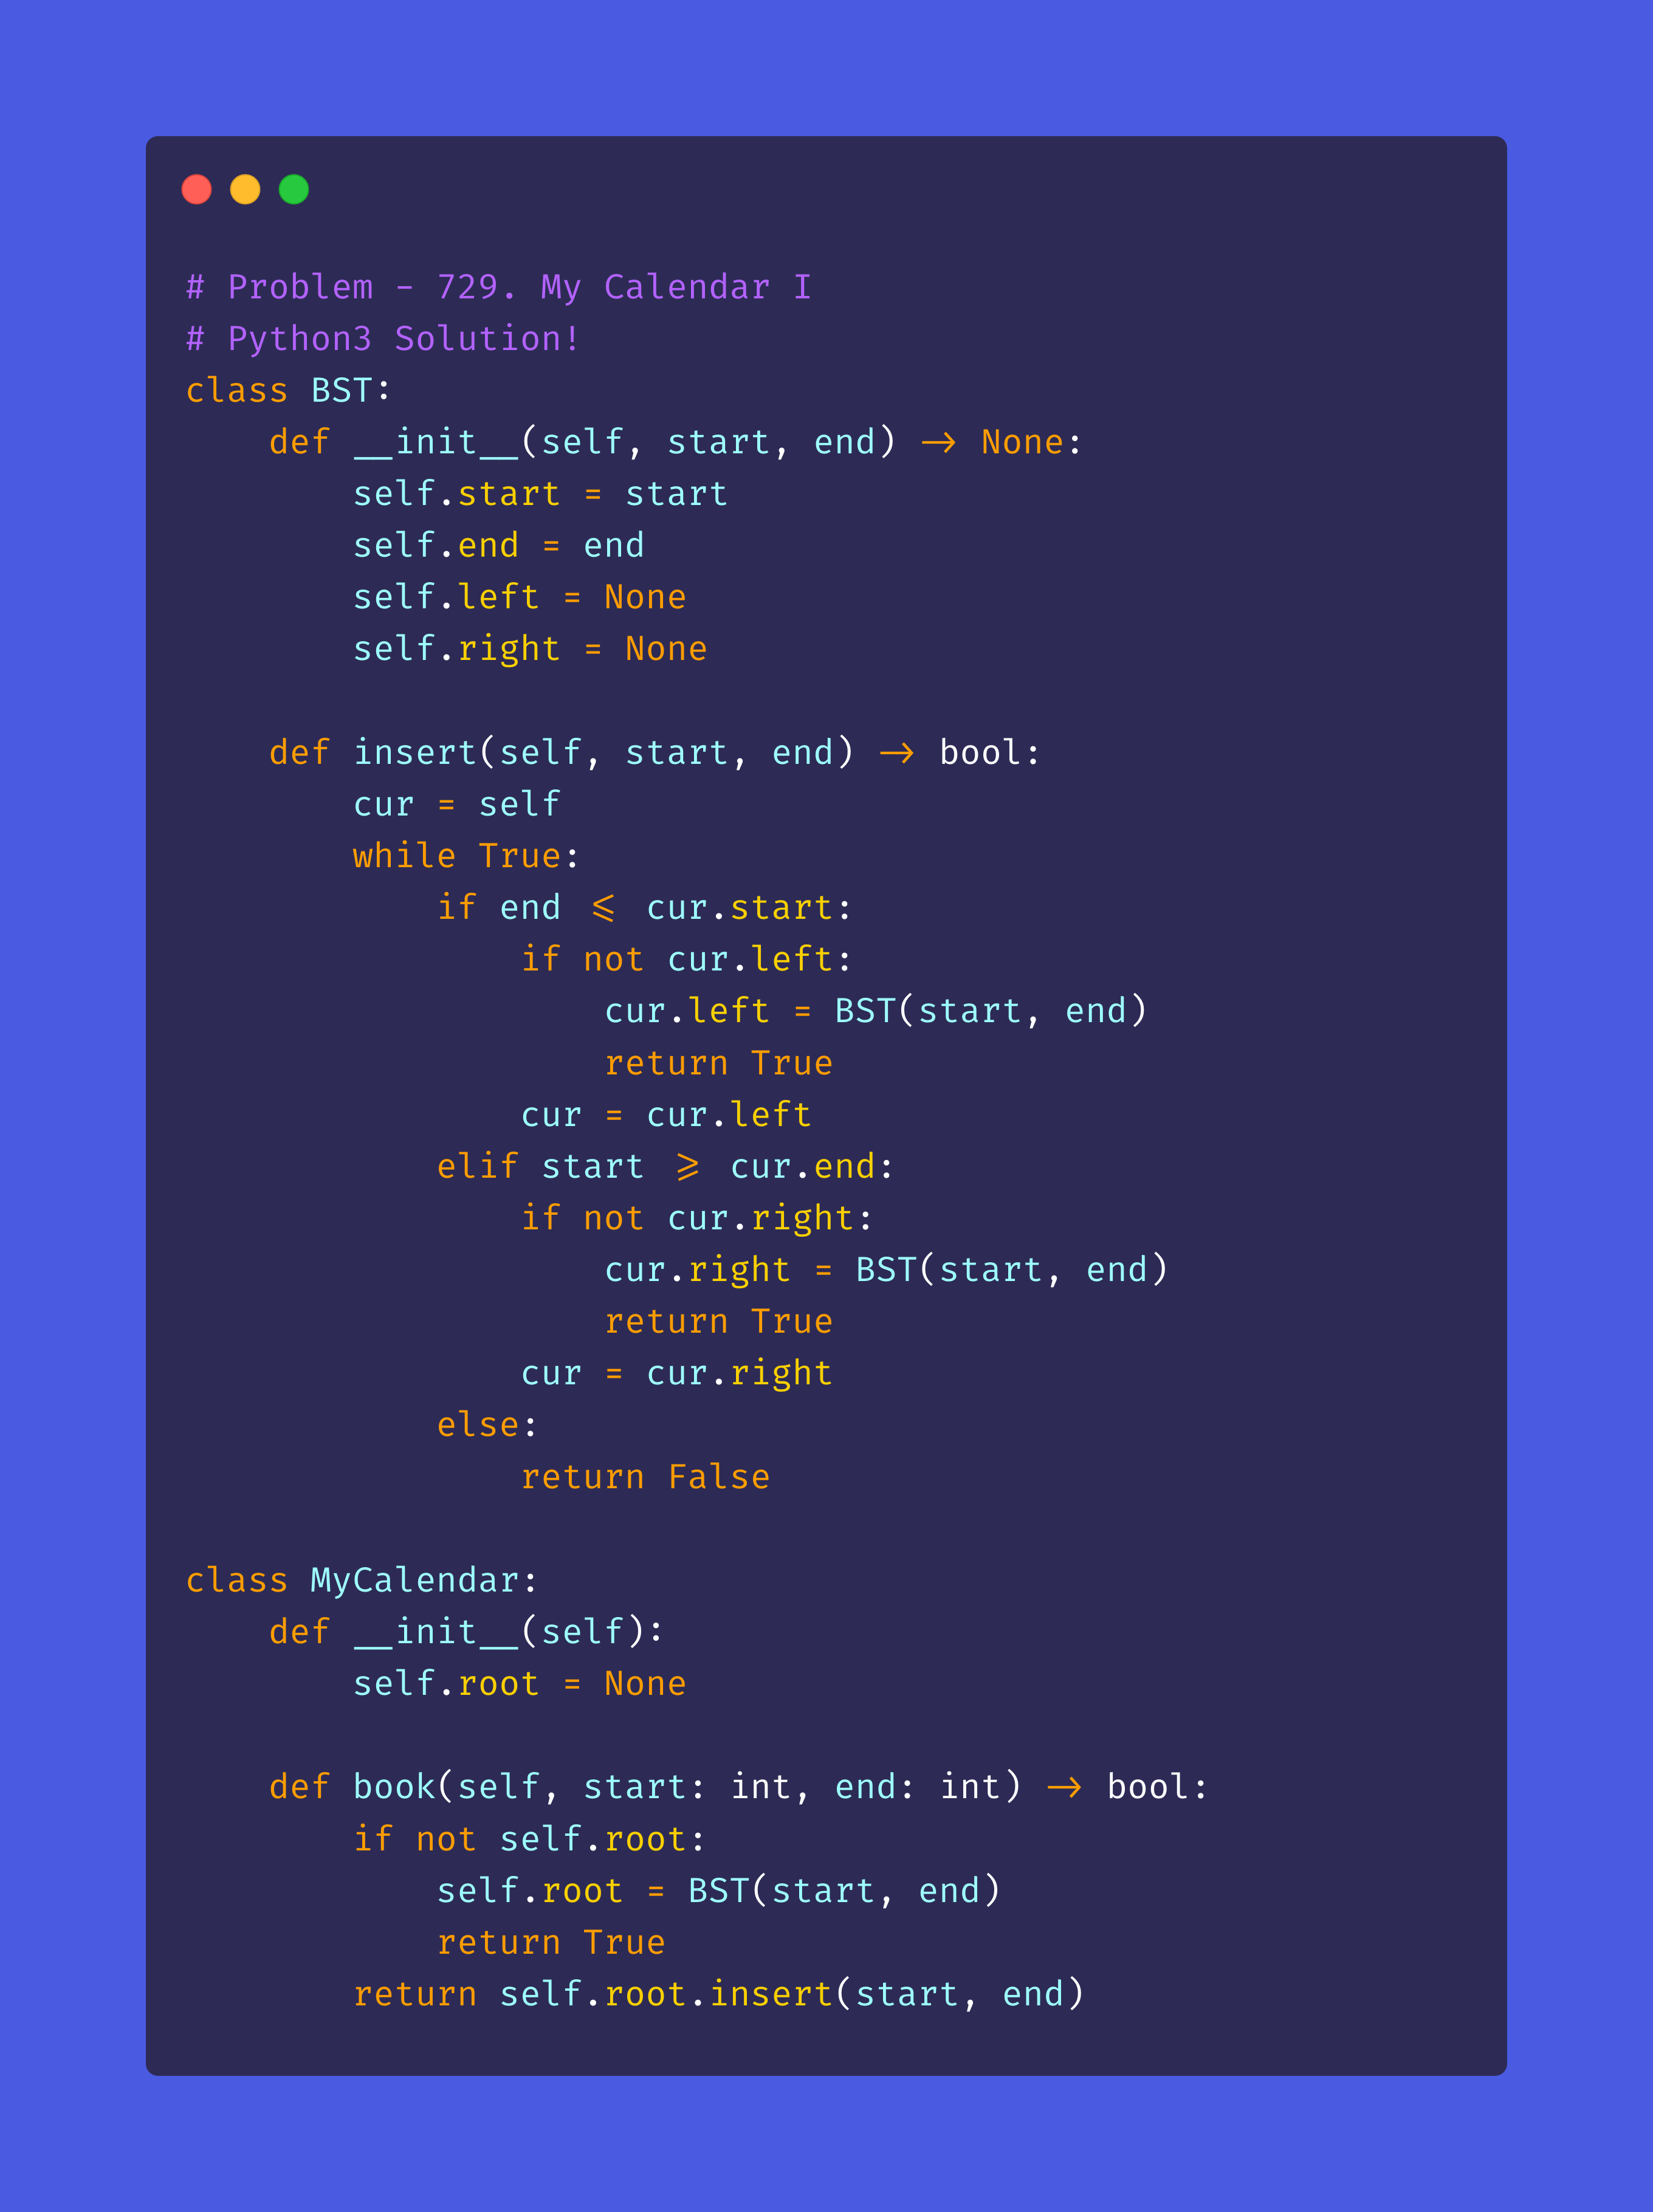 # Problem - 729. My Calendar I
# Python3 Solution!
class BST:
    def __init__(self, start, end) -> None:
        self.start = start
        self.end = end
        self.left = None
        self.right = None

    def insert(self, start, end) -> bool:
        cur = self
        while True:
            if end <= cur.start:
                if not cur.left:
                    cur.left = BST(start, end)
                    return True
                cur = cur.left
            elif start >= cur.end:
                if not cur.right:
                    cur.right = BST(start, end)
                    return True
                cur = cur.right
            else:
                return False

class MyCalendar:
    def __init__(self):
        self.root = None

    def book(self, start: int, end: int) -> bool:
        if not self.root:
            self.root = BST(start, end)
            return True
        return self.root.insert(start, end)